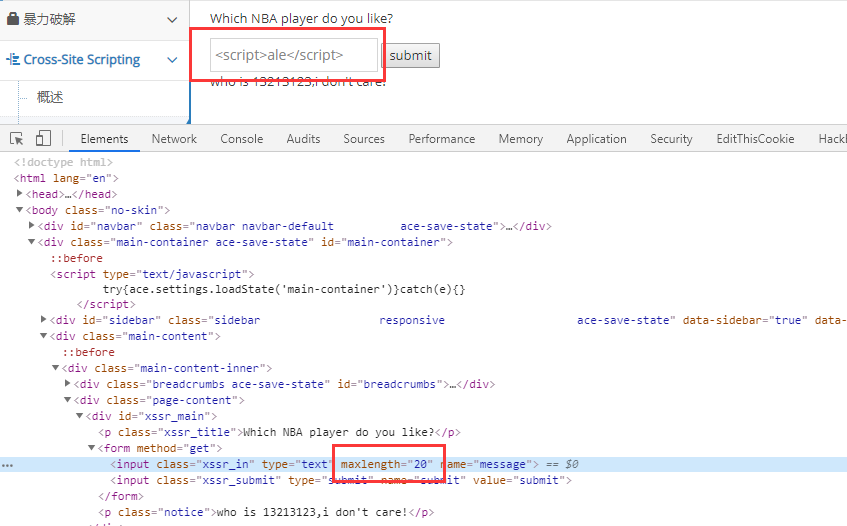 暴力破解
Which NBA player do you like?
Cross-Site Scripting
<script>ale</script>
submit
who is 13213123,i don't care!
概述
Elements Network Console Audits Sources Performance Memory Application Security EditThisCookie Hack
<!doctype html>
<html lang="en">
<head>…</head>
<body class="no-skin">
<div id="navbar" class="navbar navbar-default ace-save-state">…</div>
<div class="main-container ace-save-state" id="main-container">
::before
<script type="text/javascript">
try{ace.settings.loadState('main-container')}catch(e){}
</script>
<div id="sidebar" class="sidebar responsive ace-save-state" data-sidebar="true" data-
<div class="main-content">
::before
<div class="main-content-inner">
<div class="breadcrumbs ace-save-state" id="breadcrumbs">…</div>
<div class="page-content">
<div id="xssr_main">
<p class="xssr_title">Which NBA player do you like?</p>
<form method="get">
… <input class="xssr_in" type="text" maxlength="20" name="message"> == $0
<input class="xssr_submit" type="submit" name="submit" value="submit">
</form>
<p class="notice">who is 13213123,i don't care!</p>